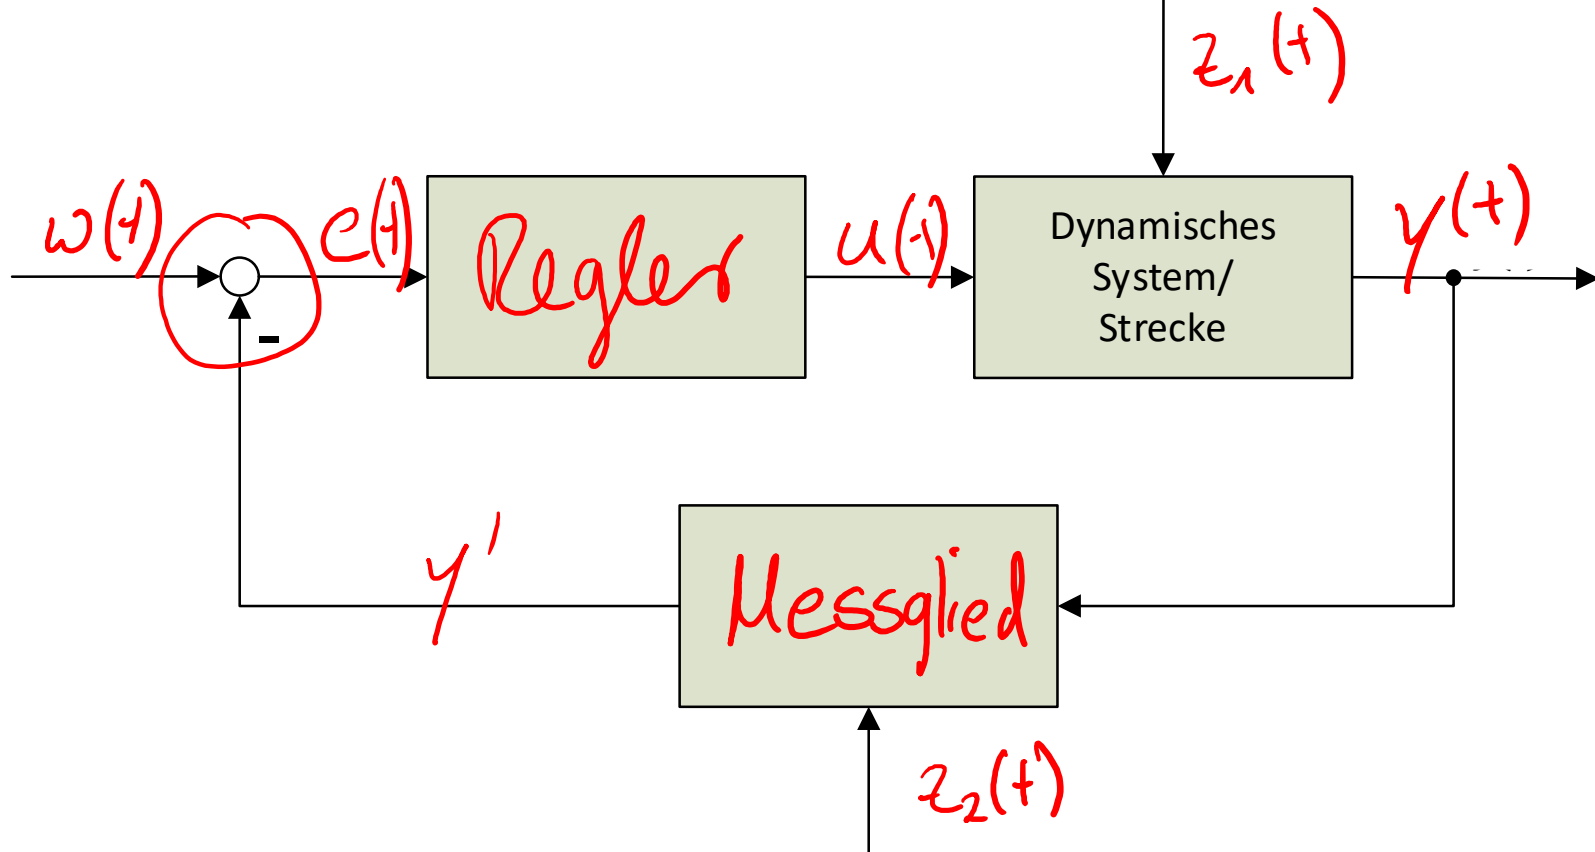 z₁(t)
w(t)
e(t)
Regler
u(t)
Dynamisches
System/
Strecke
y(t)
-
y'
Messglied
z₂(t)